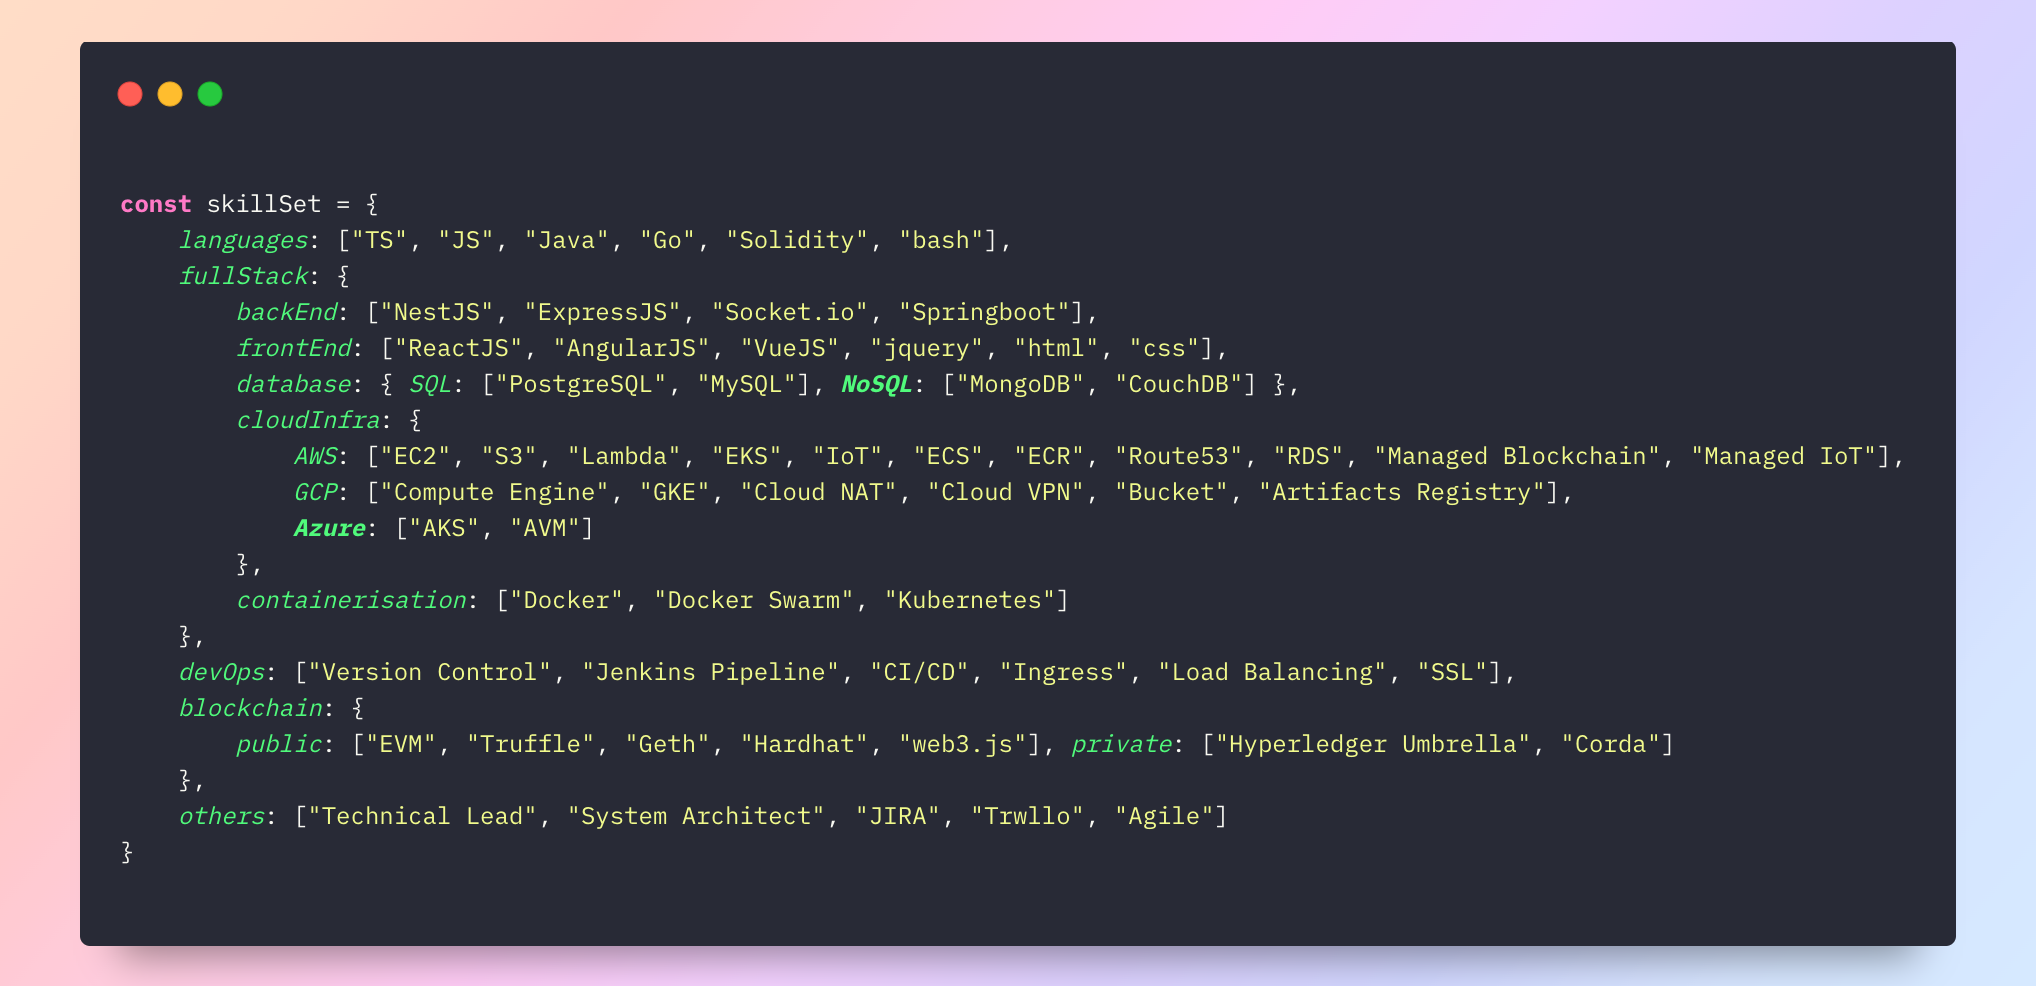 const skillSet = {
    languages: ["TS", "JS", "Java", "Go", "Solidity", "bash"],
    fullStack: {
        backEnd: ["NestJS", "ExpressJS", "Socket.io", "Springboot"],
        frontEnd: ["ReactJS", "AngularJS", "VueJS", "jquery", "html", "css"],
        database: { SQL: ["PostgreSQL", "MySQL"], NoSQL: ["MongoDB", "CouchDB"] },
        cloudInfra: {
            AWS: ["EC2", "S3", "Lambda", "EKS", "IoT", "ECS", "ECR", "Route53", "RDS", "Managed Blockchain", "Managed IoT"],
            GCP: ["Compute Engine", "GKE", "Cloud NAT", "Cloud VPN", "Bucket", "Artifacts Registry"],
            Azure: ["AKS", "AVM"]
        },
        containerisation: ["Docker", "Docker Swarm", "Kubernetes"]
    },
    devOps: ["Version Control", "Jenkins Pipeline", "CI/CD", "Ingress", "Load Balancing", "SSL"],
    blockchain: {
        public: ["EVM", "Truffle", "Geth", "Hardhat", "web3.js"], private: ["Hyperledger Umbrella", "Corda"]
    },
    others: ["Technical Lead", "System Architect", "JIRA", "Trwllo", "Agile"]
}